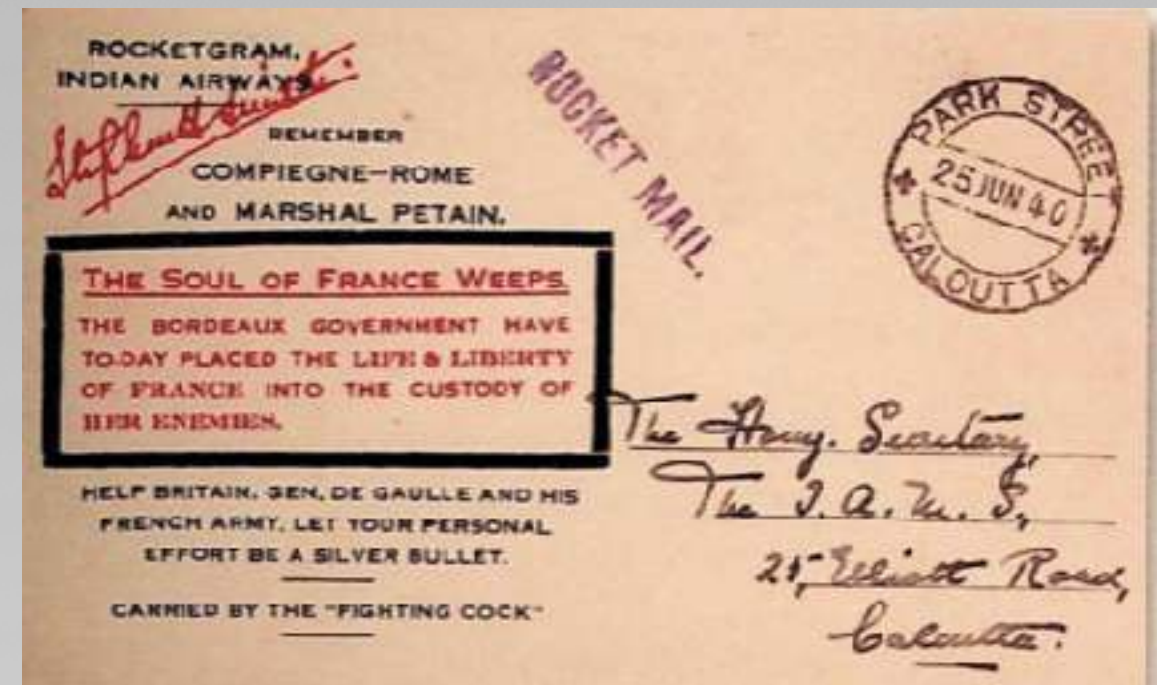 ROCKETGRAM,
INDIAN AIRWAYS
REMEMBER
COMPIEGNE-ROME
AND MARSHAL PETAIN.
THE SOUL OF FRANCE WEEPS.
THE BORDEAUX GOVERNMENT HAVE
TO-DAY PLACED THE LIFE & LIBERTY
OF FRANCE INTO THE CUSTODY OF
HER ENEMIES.
HELP BRITAIN, GEN, DE GAULLE AND HIS
FRENCH ARMY. LET YOUR PERSONAL
EFFORT BE A SILVER BULLET.
CARRIED BY THE "FIGHTING COCK"
ROCKET MAIL.
PARK STREET
25 JUN 40
CALCUTTA
The Hony. Secretary,
The I. A. M. S,
Elliott Road,
Calcutta.